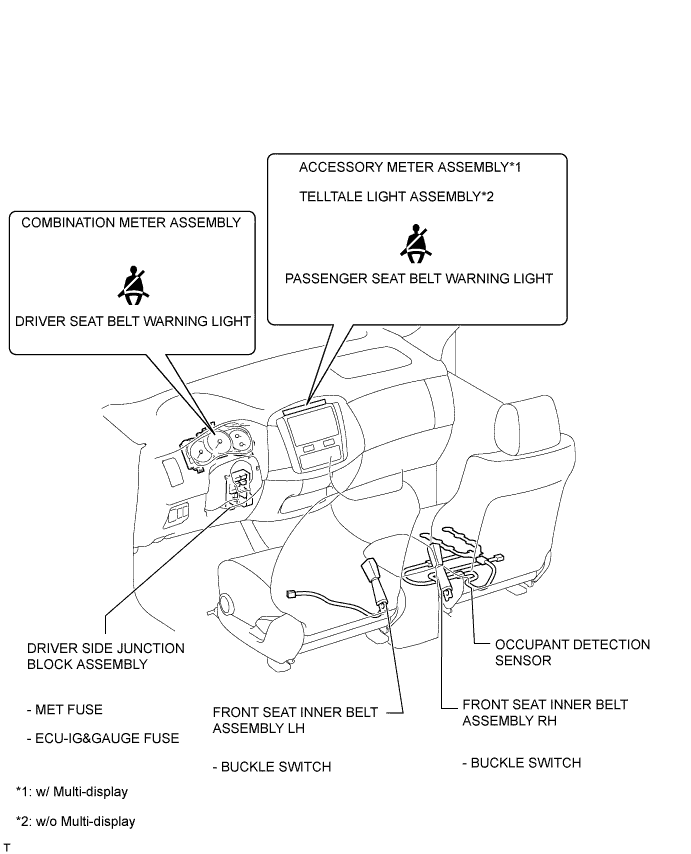 ACCESSORY METER ASSEMBLY*1
TELLTALE LIGHT ASSEMBLY*2
PASSENGER SEAT BELT WARNING LIGHT
COMBINATION METER ASSEMBLY
DRIVER SEAT BELT WARNING LIGHT
DRIVER SIDE JUNCTION
BLOCK ASSEMBLY
- MET FUSE
- ECU-IG&GAUGE FUSE
FRONT SEAT INNER BELT
ASSEMBLY LH
- BUCKLE SWITCH
OCCUPANT DETECTION
SENSOR
FRONT SEAT INNER BELT
ASSEMBLY RH
- BUCKLE SWITCH
*1: w/ Multi-display
*2: w/o Multi-display
T